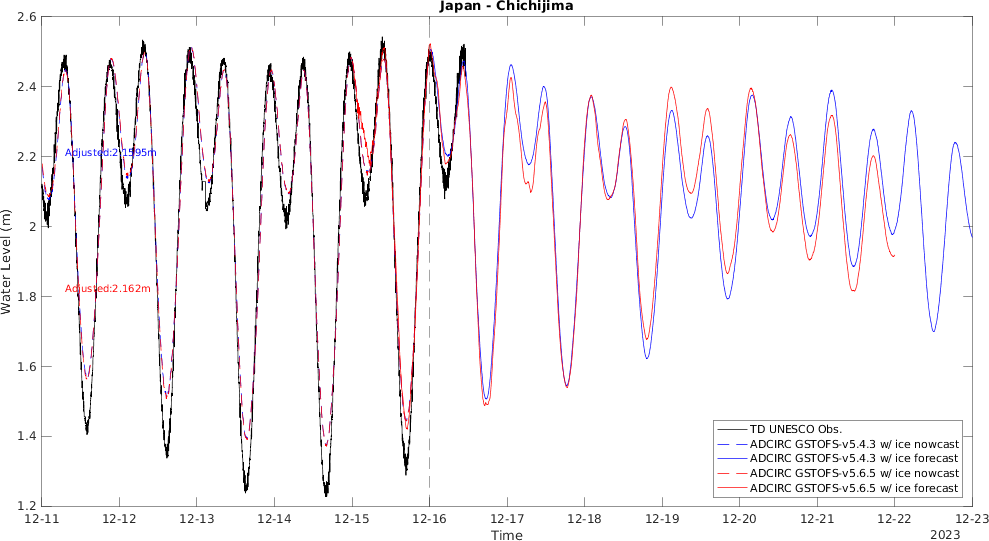 Japan - Chichijima
2.6
2.4
2.2
2
1.8
1.6
1.4
1.2
Water Level (m)
Adjusted:2.1595m
Adjusted:2.162m
TD UNESCO Obs.
ADCIRC GSTOFS-v5.4.3 w/ ice nowcast
ADCIRC GSTOFS-v5.4.3 w/ ice forecast
ADCIRC GSTOFS-v5.6.5 w/ ice nowcast
ADCIRC GSTOFS-v5.6.5 w/ ice forecast
12-11 12-12 12-13 12-14 12-15 12-16 12-17 12-18 12-19 12-20 12-21 12-22 12-23
Time
2023